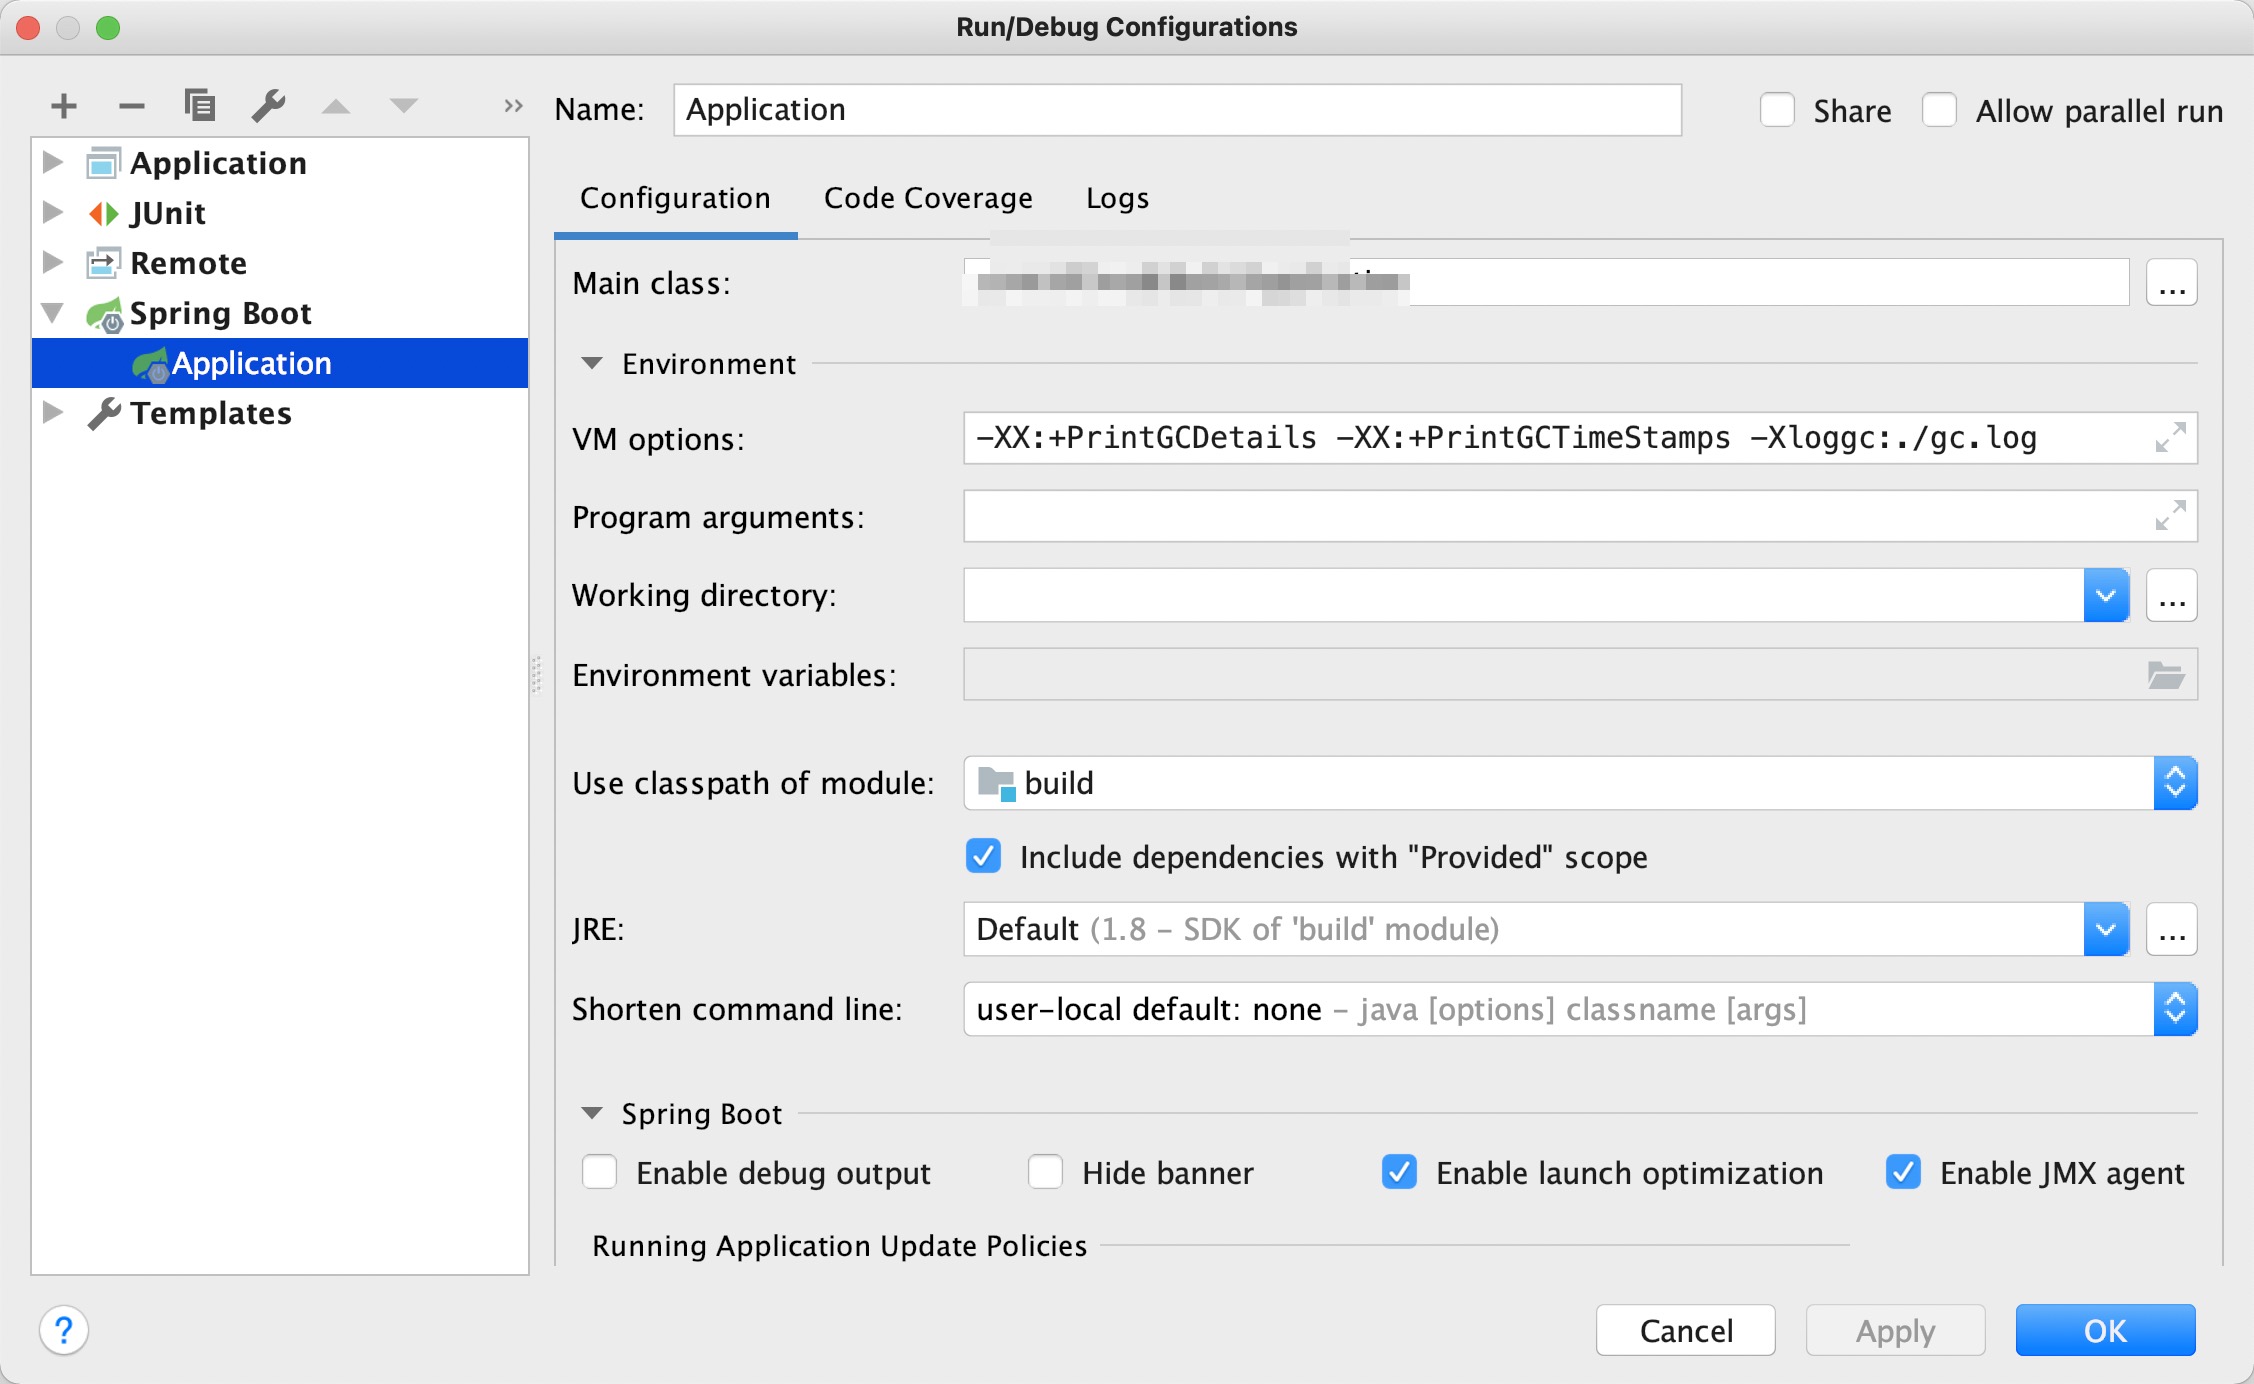 Run/Debug Configurations
Name: Application
Share
Allow parallel run
Application
JUnit
Remote
Spring Boot
Application
Templates
Configuration
Code Coverage
Logs
Main class:
...
Environment
VM options: -XX:+PrintGCDetails -XX:+PrintGCTimeStamps -Xloggc:./gc.log
Program arguments:
Working directory:
...
Environment variables:
Use classpath of module: build
Include dependencies with "Provided" scope
JRE: Default (1.8 – SDK of 'build' module)
...
Shorten command line: user-local default: none – java [options] classname [args]
Spring Boot
Enable debug output
Hide banner
Enable launch optimization
Enable JMX agent
Running Application Update Policies
?
Cancel
Apply
OK